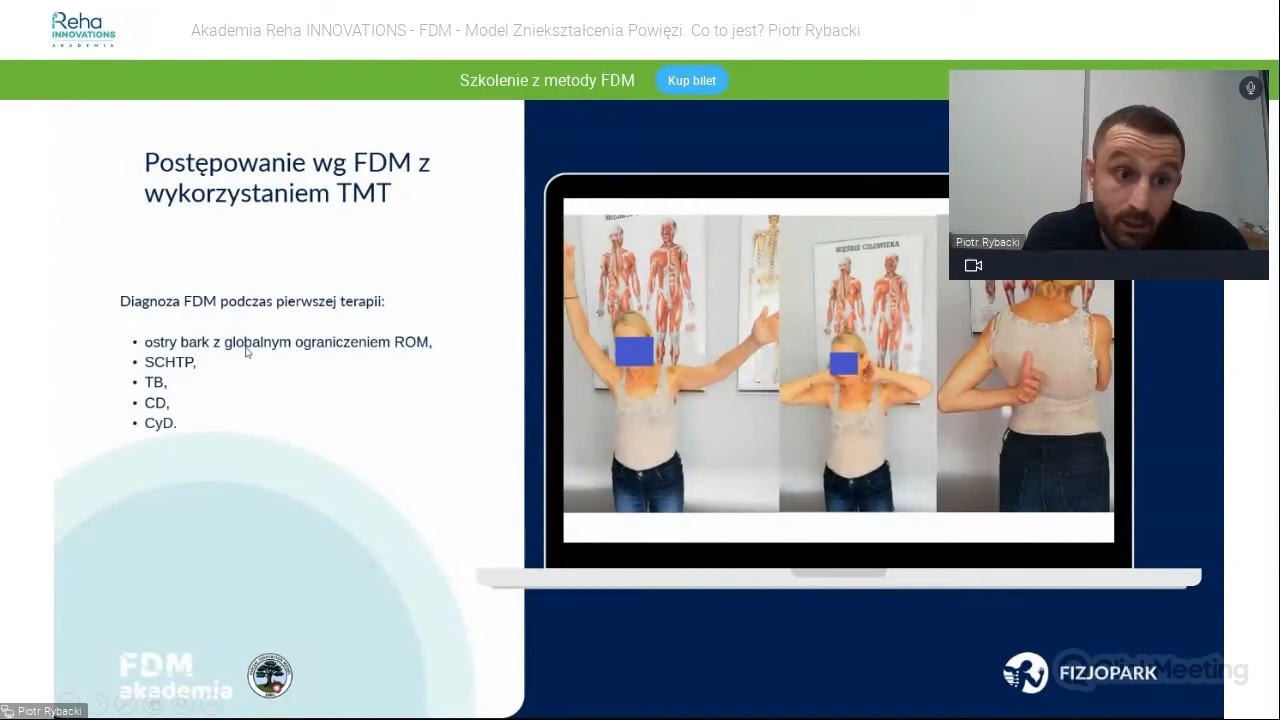 Reha
INNOVATIONS
AKADEMIA
Akademia Reha INNOVATIONS - FDM - Model Zniekształcenia Powięzi. Co to jest? Piotr Rybacki
Szkolenie z metody FDM
Kup bilet
Postępowanie wg FDM z
wykorzystaniem TMT
Diagnoza FDM podczas pierwszej terapii:
• ostry bark z globalnym ograniczeniem ROM,
• SCHTP,
• TB,
• CD,
• CyD.
MIĘŚNIE CZŁOWIEKA
Piotr Rybacki
FDM
akademia
FIZJOPARK
ClickMeeting
Piotr Rybacki